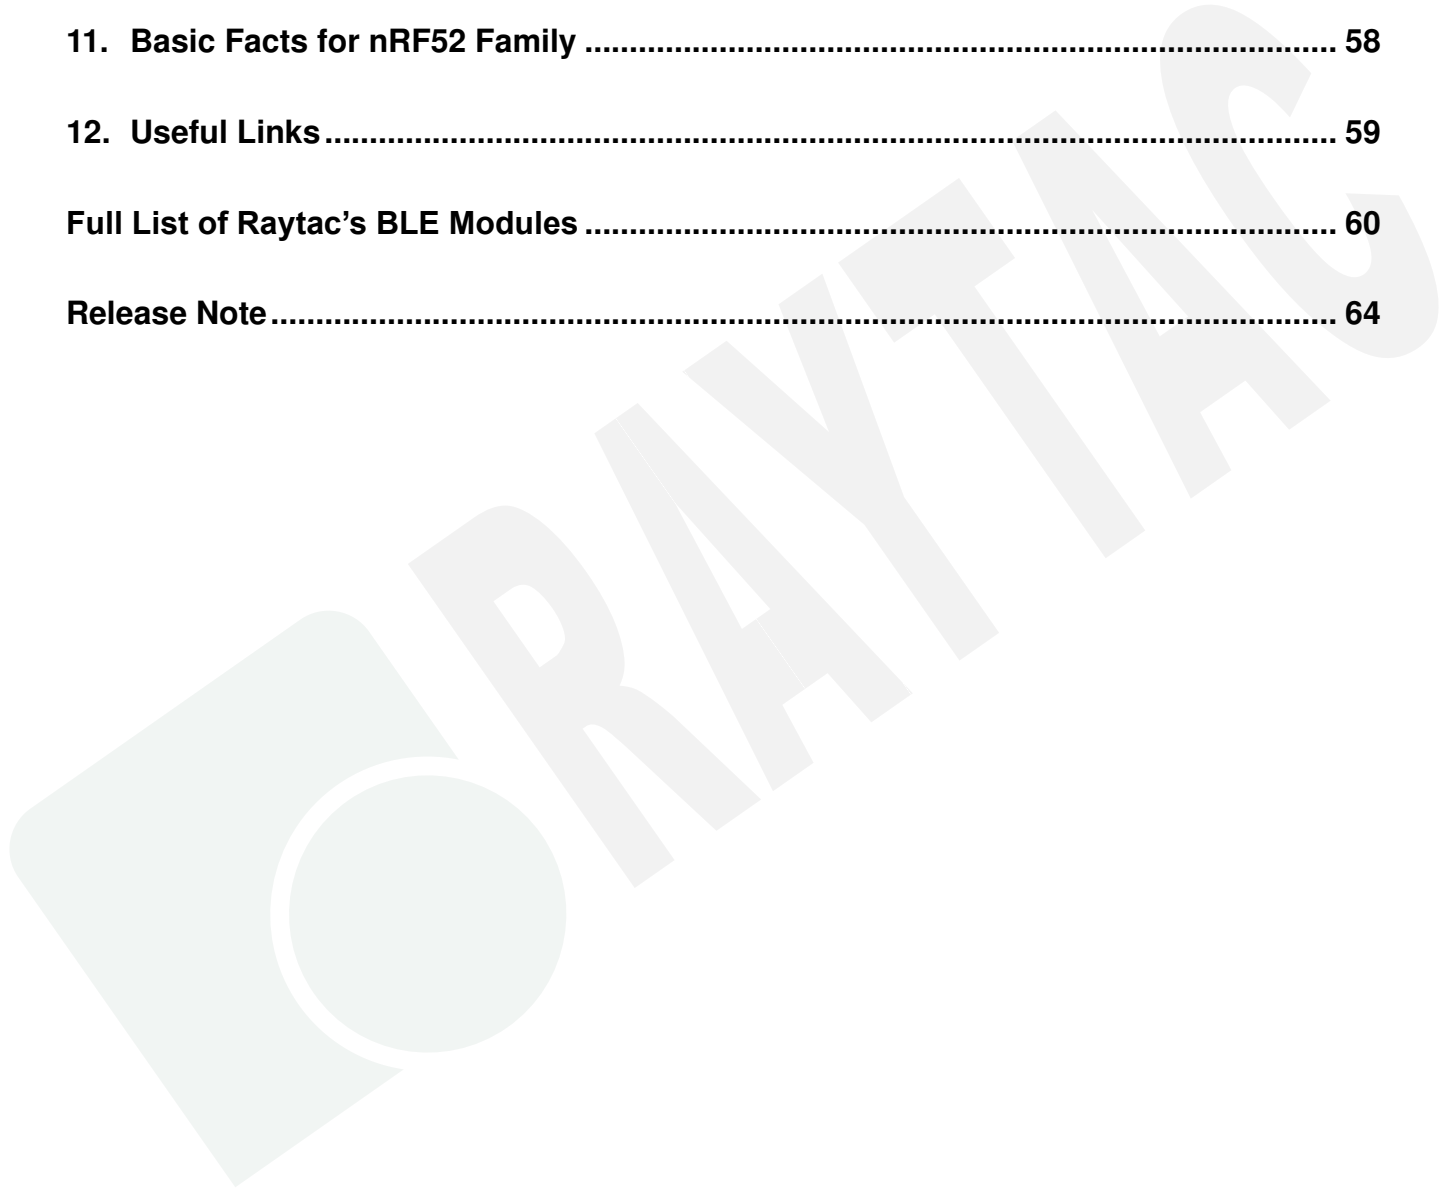 11. Basic Facts for nRF52 Family ........................................................................................ 58
12. Useful Links ...................................................................................................................... 59
Full List of Raytac's BLE Modules ........................................................................................ 60
Release Note ............................................................................................................................ 64
RAYTAC